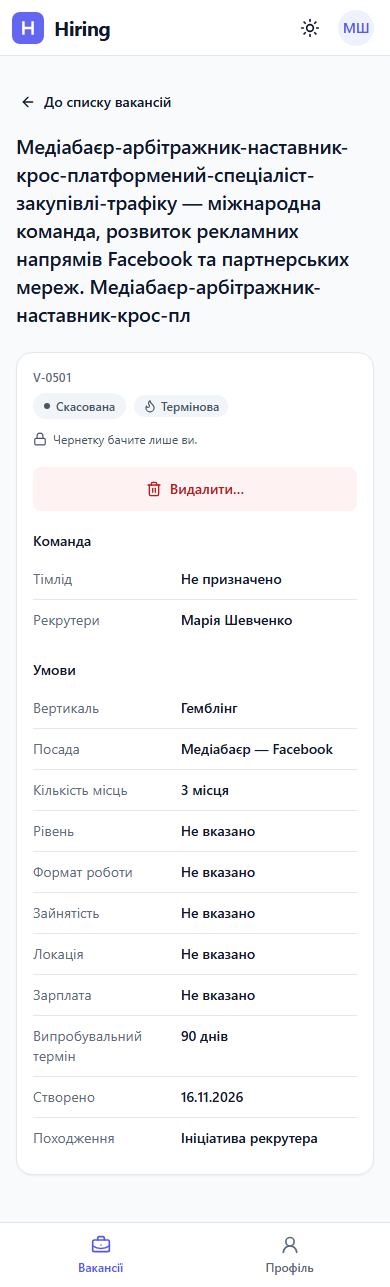 H Hiring
МШ
До списку вакансій
Медіабаєр-арбітражник-наставник-
крос-платформений-спеціаліст-
закупівлі-трафіку — міжнародна
команда, розвиток рекламних
напрямів Facebook та партнерських
мереж. Медіабаєр-арбітражник-
наставник-крос-пл
V-0501
Скасована Термінова
Чернетку бачите лише ви.
Видалити...
Команда
Тімлід Не призначено
Рекрутери Марія Шевченко
Умови
Вертикаль Гемблінг
Посада Медіабаєр — Facebook
Кількість місць 3 місця
Рівень Не вказано
Формат роботи Не вказано
Зайнятість Не вказано
Локація Не вказано
Зарплата Не вказано
Випробувальний 90 днів
термін
Створено 16.11.2026
Походження Ініціатива рекрутера
Вакансії Профіль